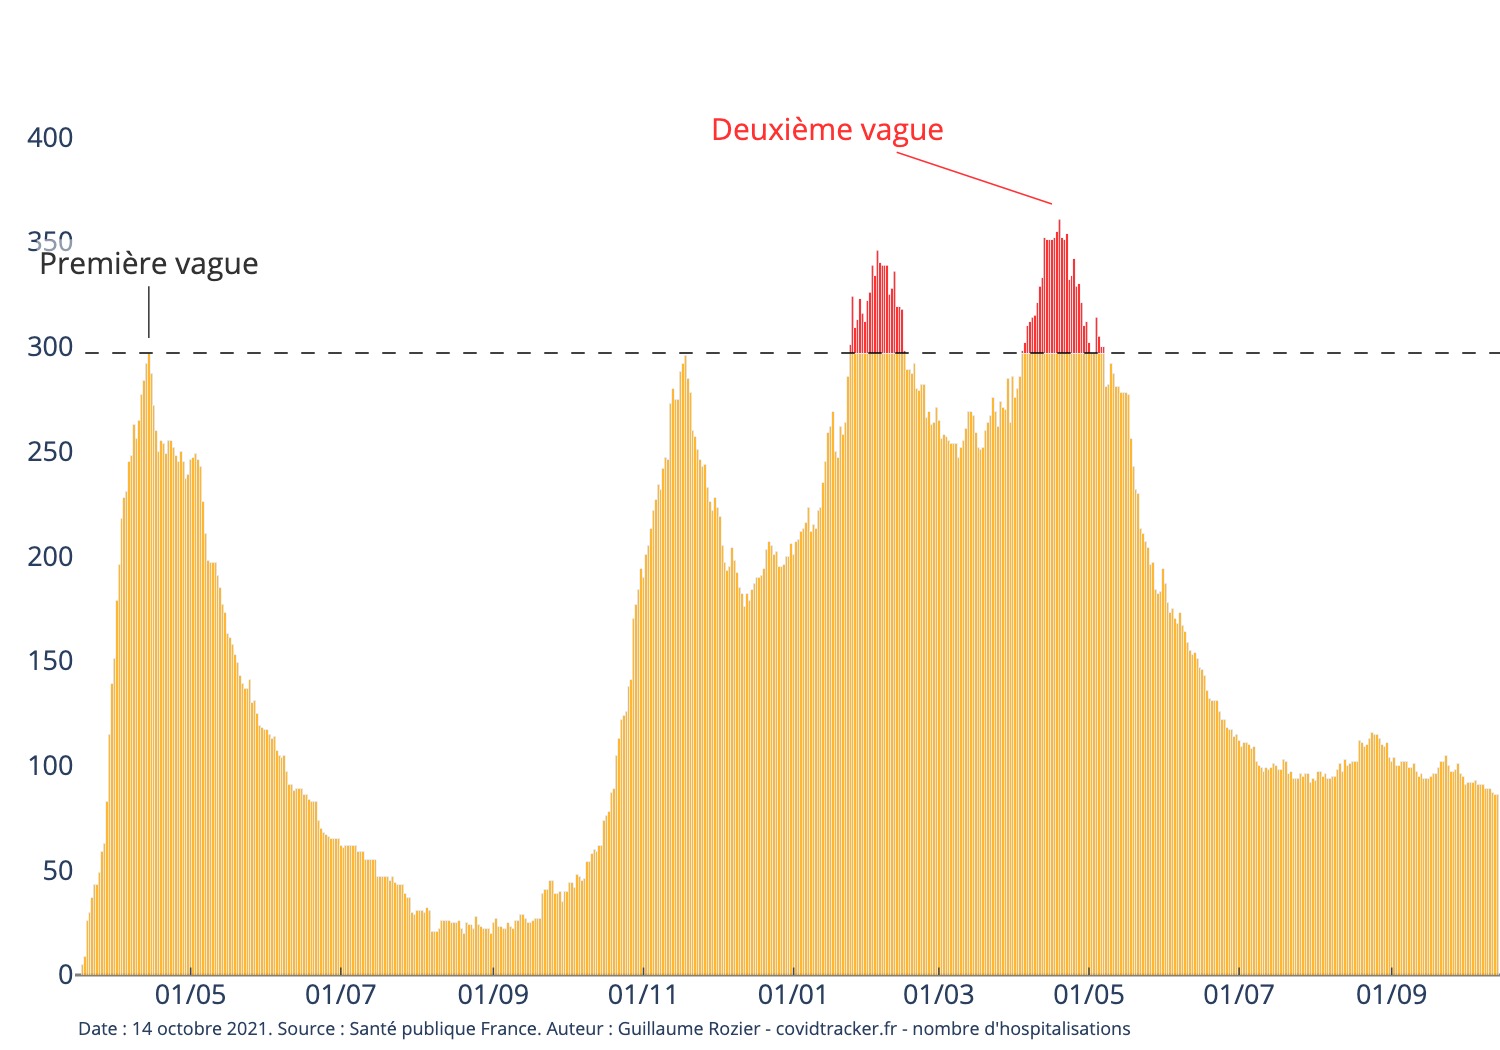 400
Deuxième vague
350
Première vague
300
250
200
150
100
50
0
01/05 01/07 01/09 01/11 01/01 01/03 01/05 01/07 01/09
Date : 14 octobre 2021. Source : Santé publique France. Auteur : Guillaume Rozier - covidtracker.fr - nombre d'hospitalisations